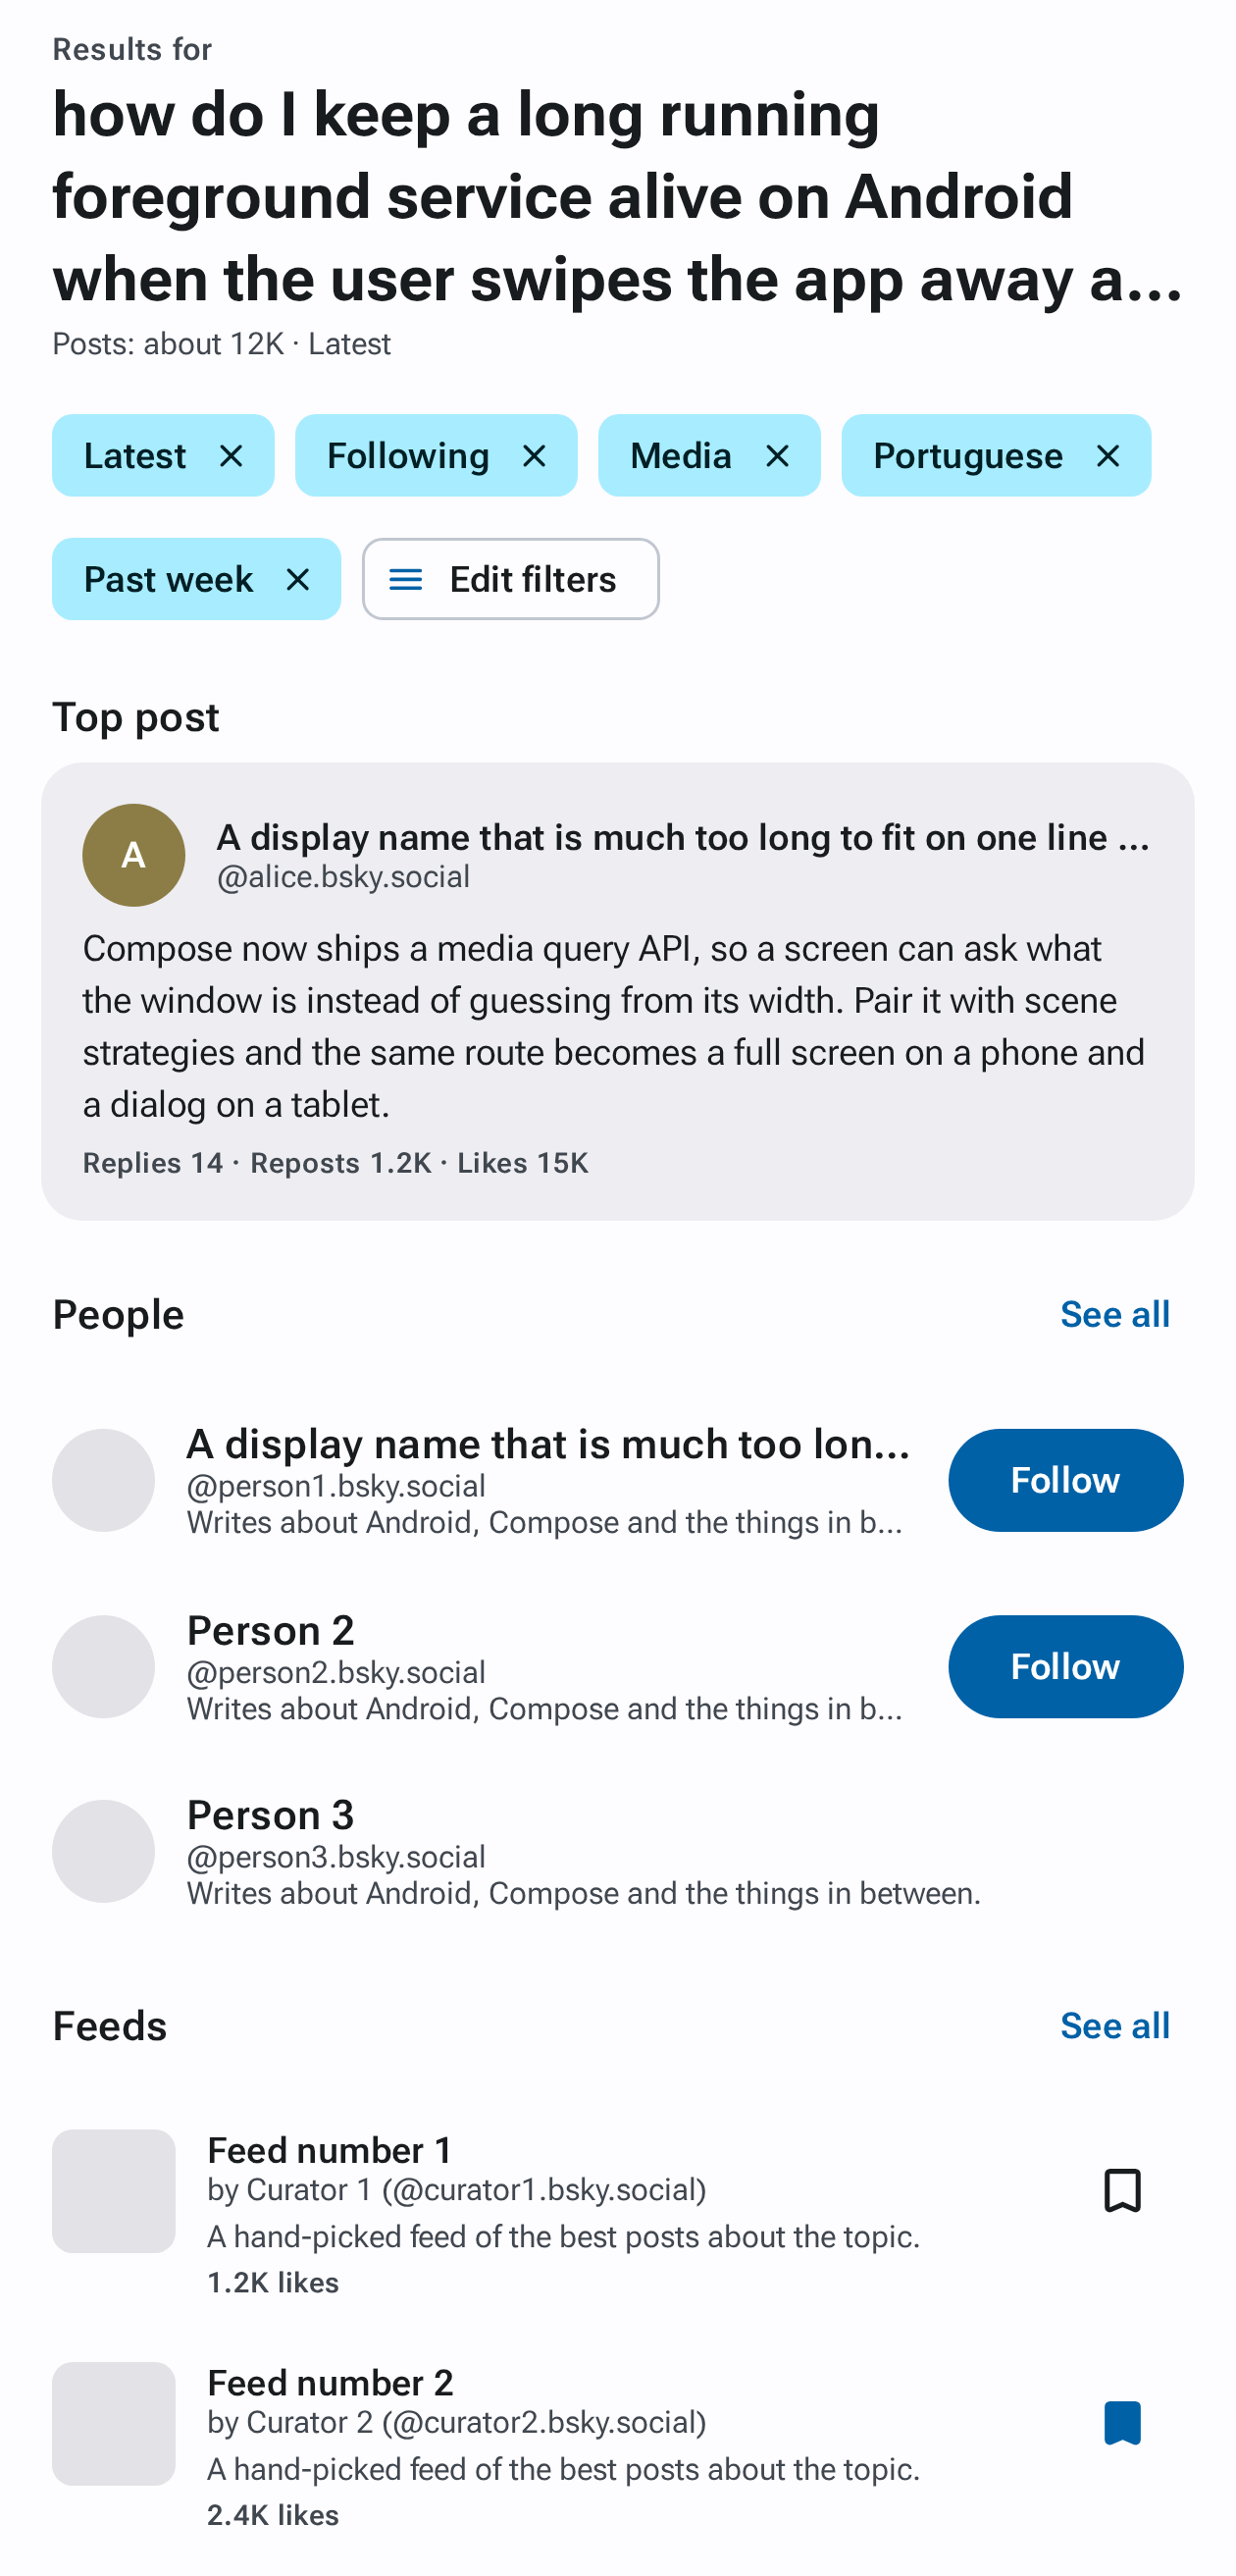 Results for
how do I keep a long running
foreground service alive on Android
when the user swipes the app away a...
Posts: about 12K · Latest
Latest
Following
Media
Portuguese
Past week
Edit filters
Top post
A
A display name that is much too long to fit on one line ...
@alice.bsky.social
Compose now ships a media query API, so a screen can ask what
the window is instead of guessing from its width. Pair it with scene
strategies and the same route becomes a full screen on a phone and
a dialog on a tablet.
Replies 14 · Reposts 1.2K · Likes 15K
People
See all
A display name that is much too lon...
@person1.bsky.social
Writes about Android, Compose and the things in b...
Follow
Person 2
@person2.bsky.social
Writes about Android, Compose and the things in b...
Follow
Person 3
@person3.bsky.social
Writes about Android, Compose and the things in between.
Feeds
See all
Feed number 1
by Curator 1 (@curator1.bsky.social)
A hand-picked feed of the best posts about the topic.
1.2K likes
Feed number 2
by Curator 2 (@curator2.bsky.social)
A hand-picked feed of the best posts about the topic.
2.4K likes